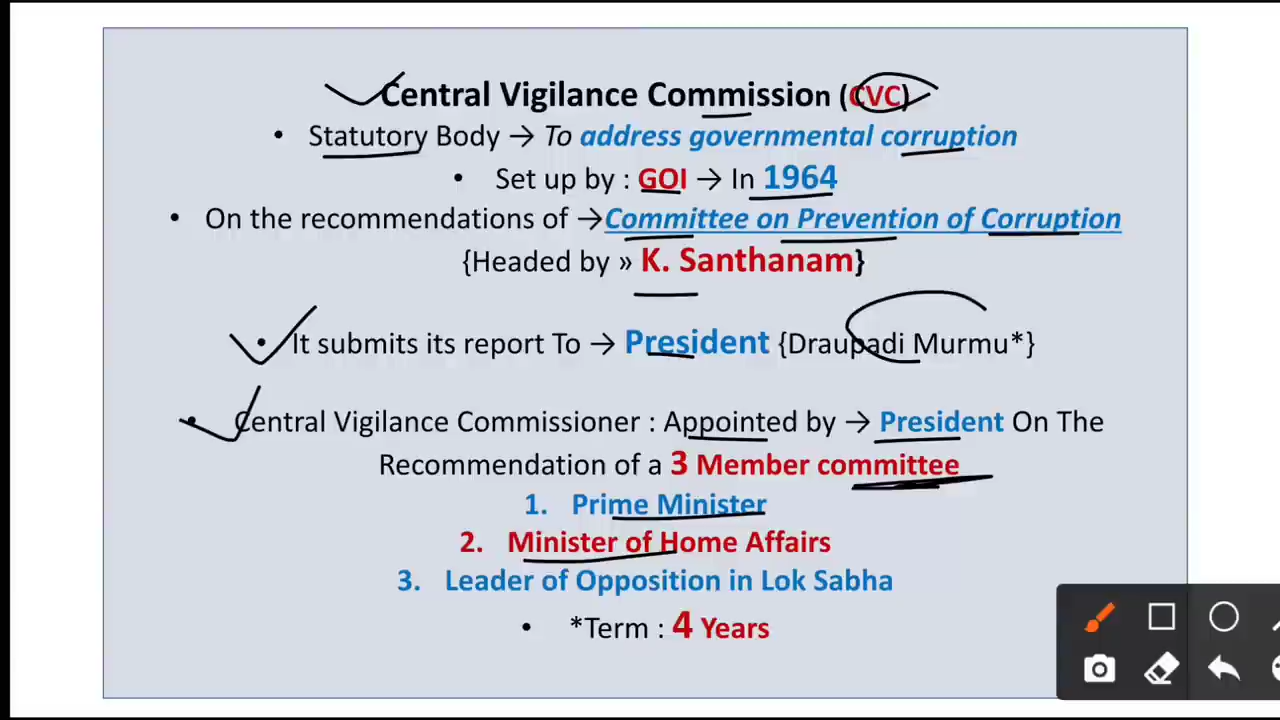 Central Vigilance Commission (CVC)
• Statutory Body → To address governmental corruption
• Set up by : GOI → In 1964
• On the recommendations of →Committee on Prevention of Corruption
{Headed by » K. Santhanam}
• It submits its report To → President {Draupadi Murmu*}
• Central Vigilance Commissioner : Appointed by → President On The
Recommendation of a 3 Member committee
1. Prime Minister
2. Minister of Home Affairs
3. Leader of Opposition in Lok Sabha
• *Term : 4 Years